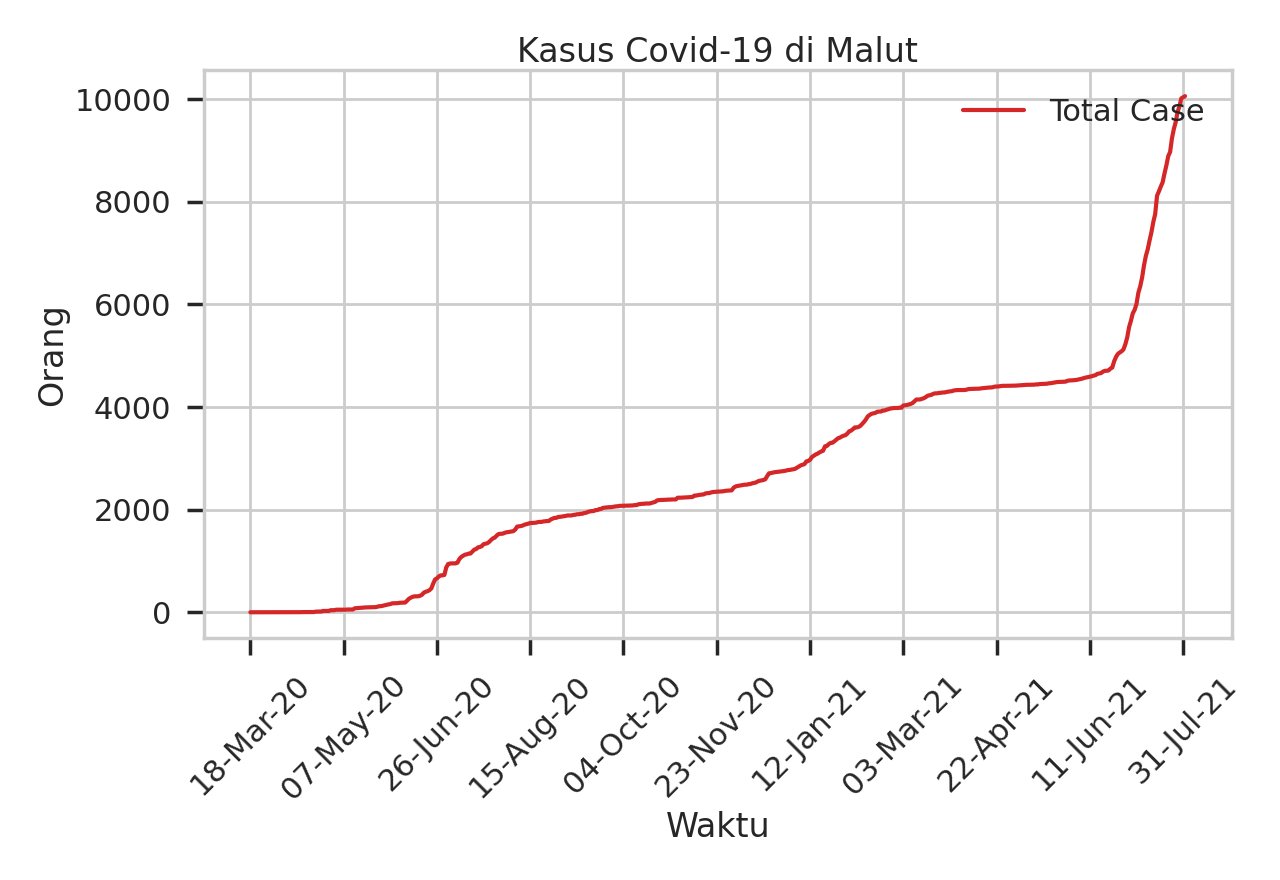 Kasus Covid-19 di Malut
Total Case
10000
8000
6000
4000
2000
0
Orang
18-Mar-20
07-May-20
26-Jun-20
15-Aug-20
04-Oct-20
23-Nov-20
12-Jan-21
03-Mar-21
22-Apr-21
11-Jun-21
31-Jul-21
Waktu